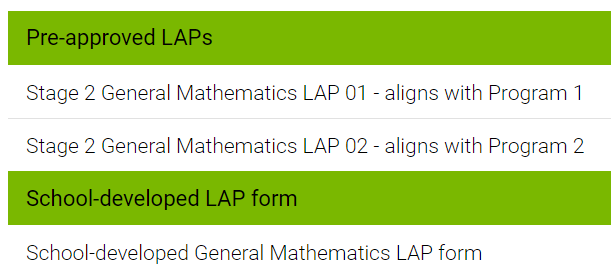 Pre-approved LAPs
Stage 2 General Mathematics LAP 01 - aligns with Program 1
Stage 2 General Mathematics LAP 02 - aligns with Program 2
School-developed LAP form
School-developed General Mathematics LAP form